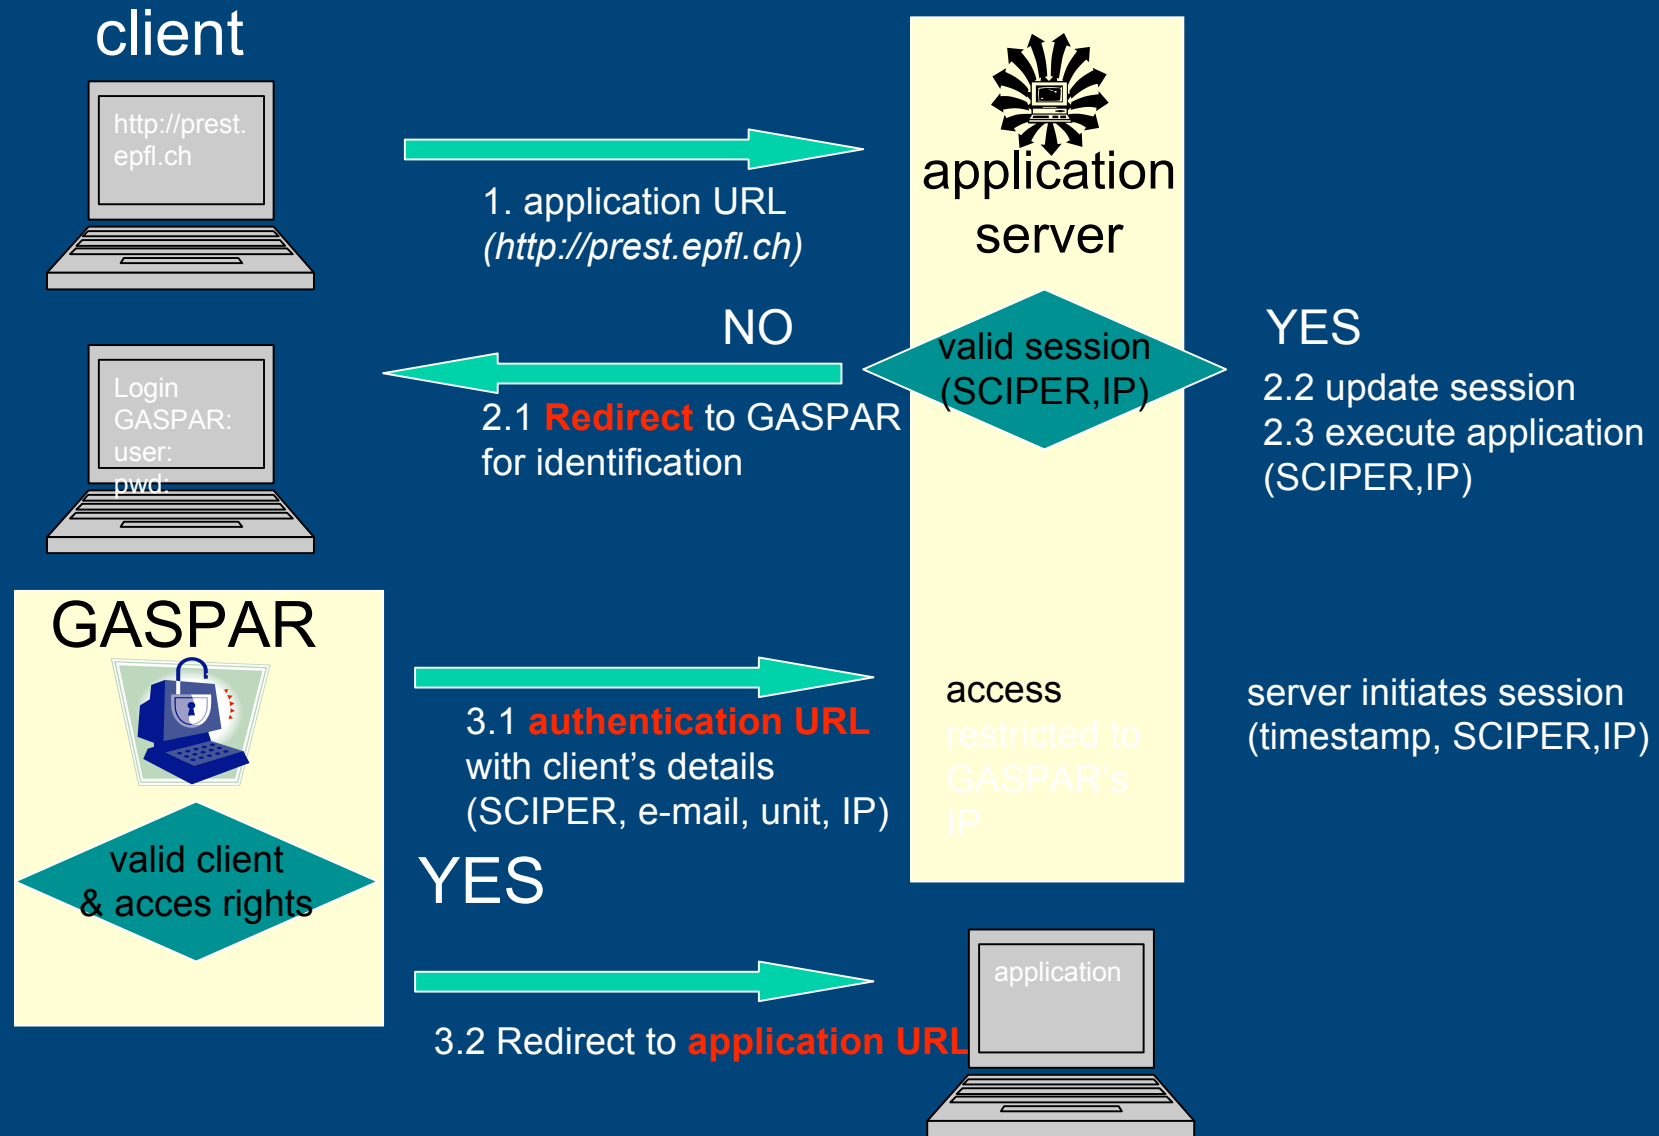 client
http://prest.
epfl.ch
1. application URL
(http://prest.epfl.ch)
application
server
NO
valid session
(SCIPER,IP)
YES
Login
GASPAR:
user:
pwd:
2.1 Redirect to GASPAR
for identification
2.2 update session
2.3 execute application
(SCIPER,IP)
GASPAR
3.1 authentication URL
with client's details
(SCIPER, e-mail, unit, IP)
access
restricted to
GASPAR's
IP
server initiates session
(timestamp, SCIPER,IP)
valid client
& acces rights
YES
application
3.2 Redirect to application URL